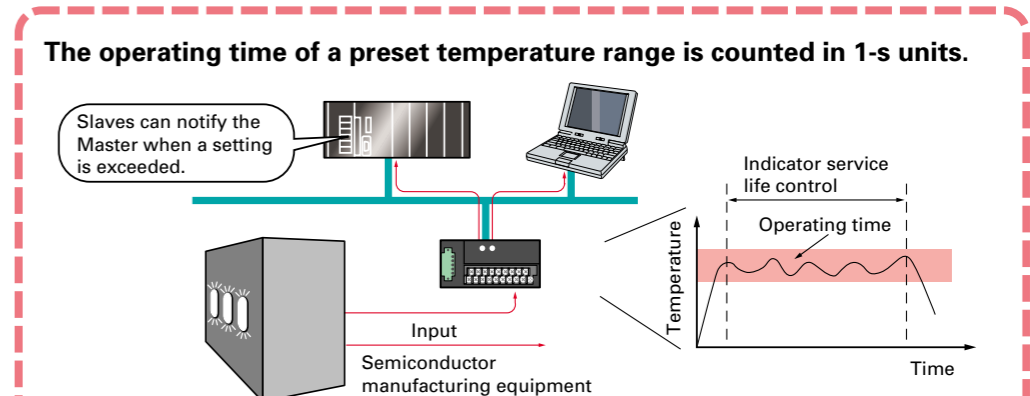 The operating time of a preset temperature range is counted in 1-s units.
Slaves can notify the
Master when a setting
is exceeded.
Indicator service
life control
Operating time
Temperature
Time
Input
Semiconductor
manufacturing equipment